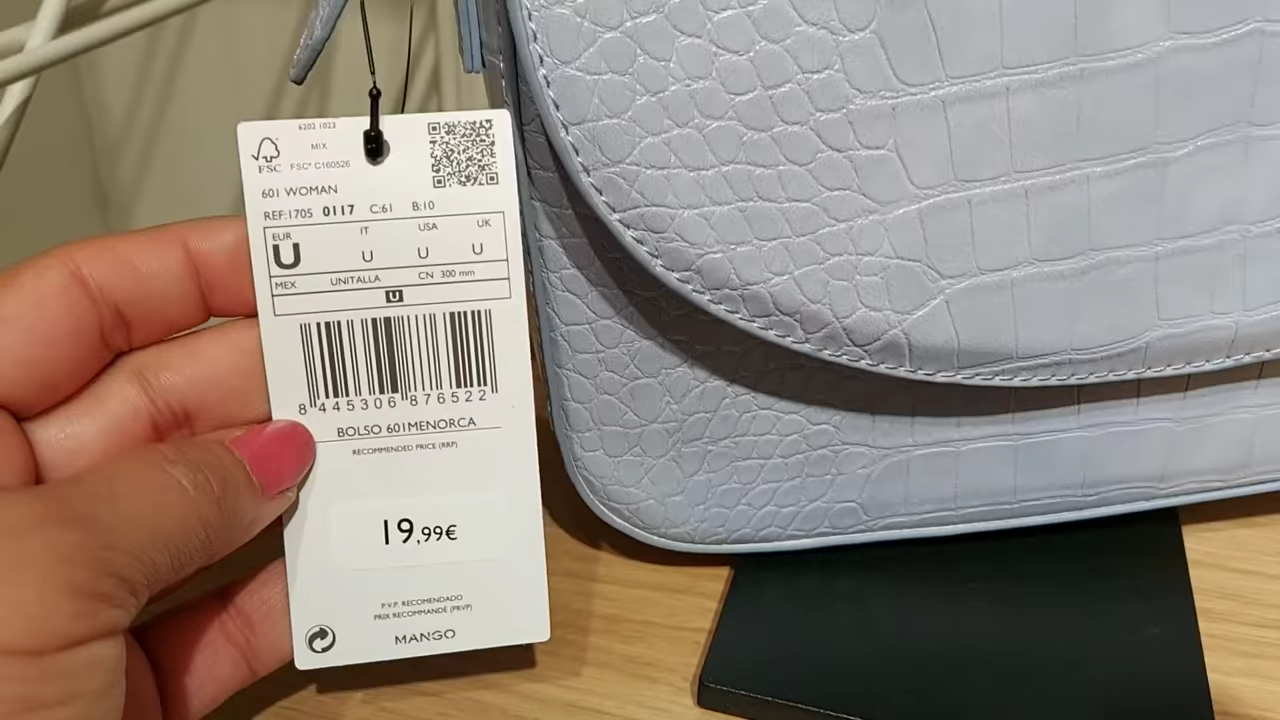 6202 1023
MIX
FSC FSC® C160526
601 WOMAN
REF:1705 0117 C:61 B:10
EUR IT USA UK
U U U U
MEX UNITALLA CN 300 mm
U
8 445306 876522
BOLSO 601MENORCA
RECOMMENDED PRICE (RRP)
19,99€
P.V.P. RECOMENDADO
PRIX RECOMMANDÉ (PRVP)
MANGO